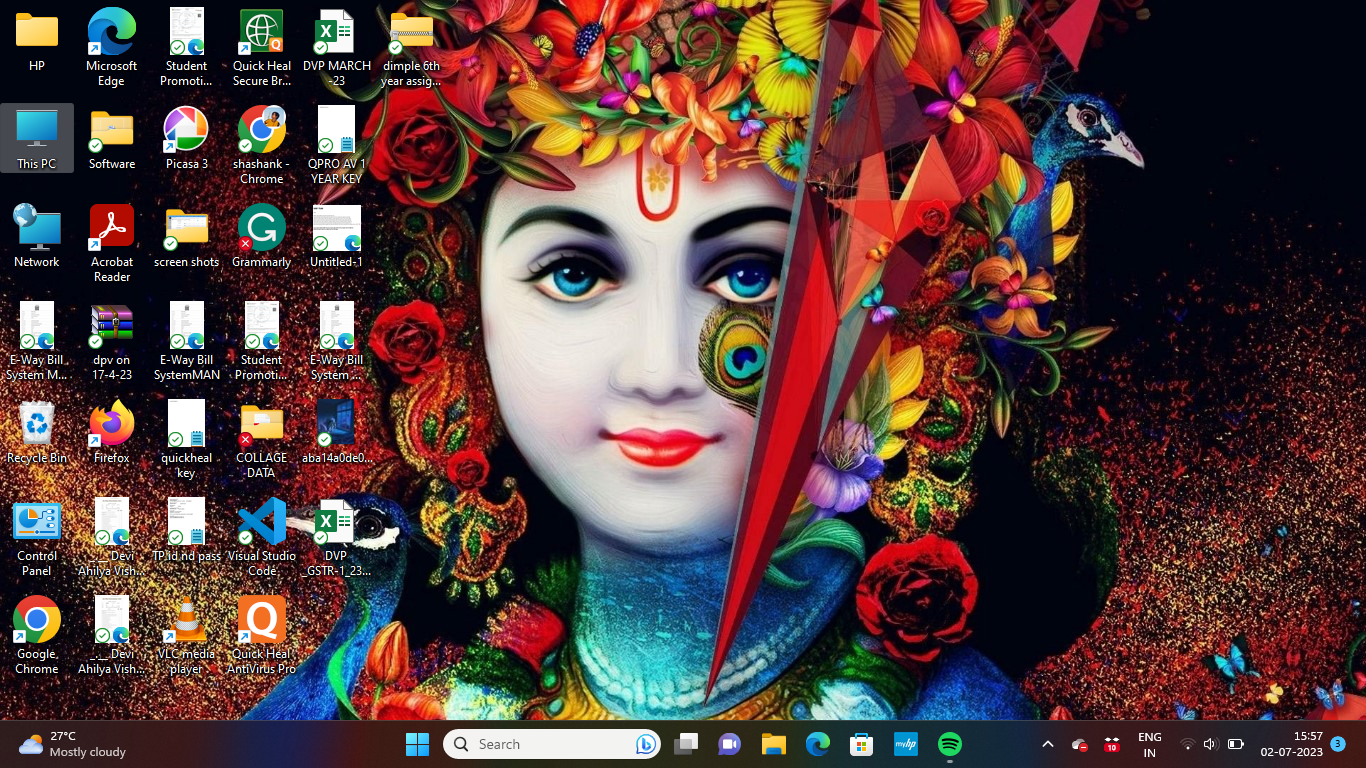 HP
Microsoft
Edge
Student
Promoti...
Quick Heal
Secure Br...
DVP MARCH
-23
dimple 6th
year assig...
This PC
Software
Picasa 3
shashank -
Chrome
QPRO AV 1
YEAR KEY
Network
Acrobat
Reader
screen shots
Grammarly
Untitled-1
E-Way Bill
System M...
dpv on
17-4-23
E-Way Bill
SystemMAN
Student
Promoti...
E-Way Bill
System ...
Recycle Bin
Firefox
quickheal
key
COLLAGE
DATA
aba14a0de0...
Control
Panel
_.._ Devi
Ahilya Vish...
TP id nd pass
Visual Studio
Code
DVP
_GSTR-1_23...
Google
Chrome
_.._ Devi
Ahilya Vish...
VLC media
player
Quick Heal
AntiVirus Pro
27°C
Mostly cloudy
Search
myhp
10
ENG
IN
15:57
02-07-2023
3